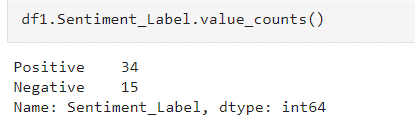 df1.Sentiment_Label.value_counts()
Positive    34
Negative    15
Name: Sentiment_Label, dtype: int64